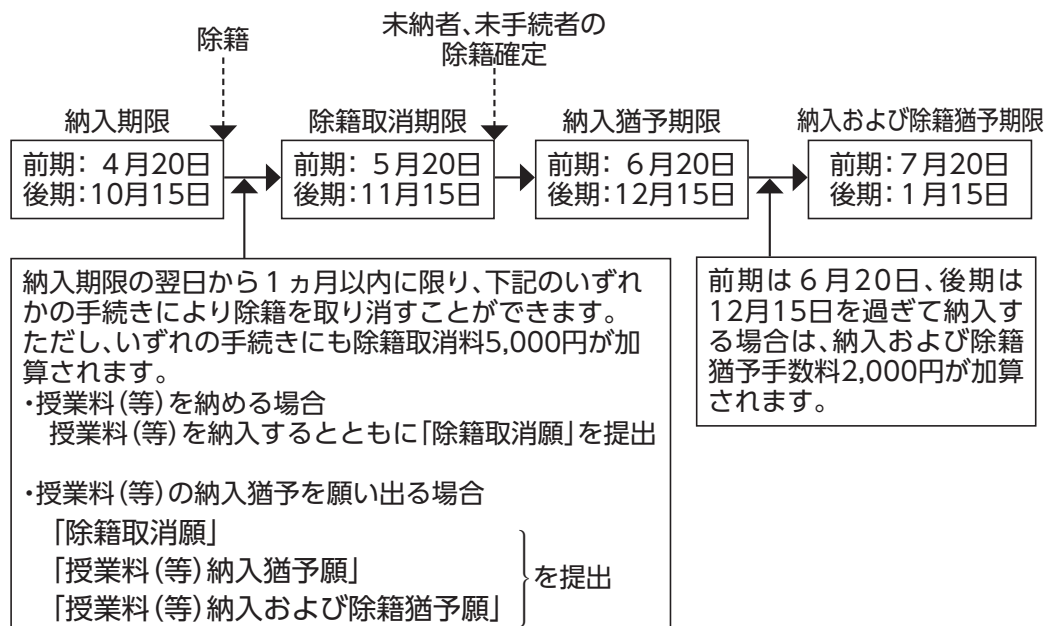 除籍
未納者、未手続者の
除籍確定
納入期限
前期：4月20日
後期：10月15日
除籍取消期限
前期：5月20日
後期：11月15日
納入猶予期限
前期：6月20日
後期：12月15日
納入および除籍猶予期限
前期：7月20日
後期：1月15日
納入期限の翌日から1ヵ月以内に限り、下記のいずれ
かの手続きにより除籍を取り消すことができます。
ただし、いずれの手続きにも除籍取消料5,000円が加
算されます。
・授業料（等）を納める場合
授業料（等）を納入するとともに「除籍取消願」を提出
・授業料（等）の納入猶予を願い出る場合
「除籍取消願」
「授業料（等）納入猶予願」
「授業料（等）納入および除籍猶予願」
を提出
前期は6月20日、後期は
12月15日を過ぎて納入す
る場合は、納入および除籍
猶予手数料2,000円が加算
されます。